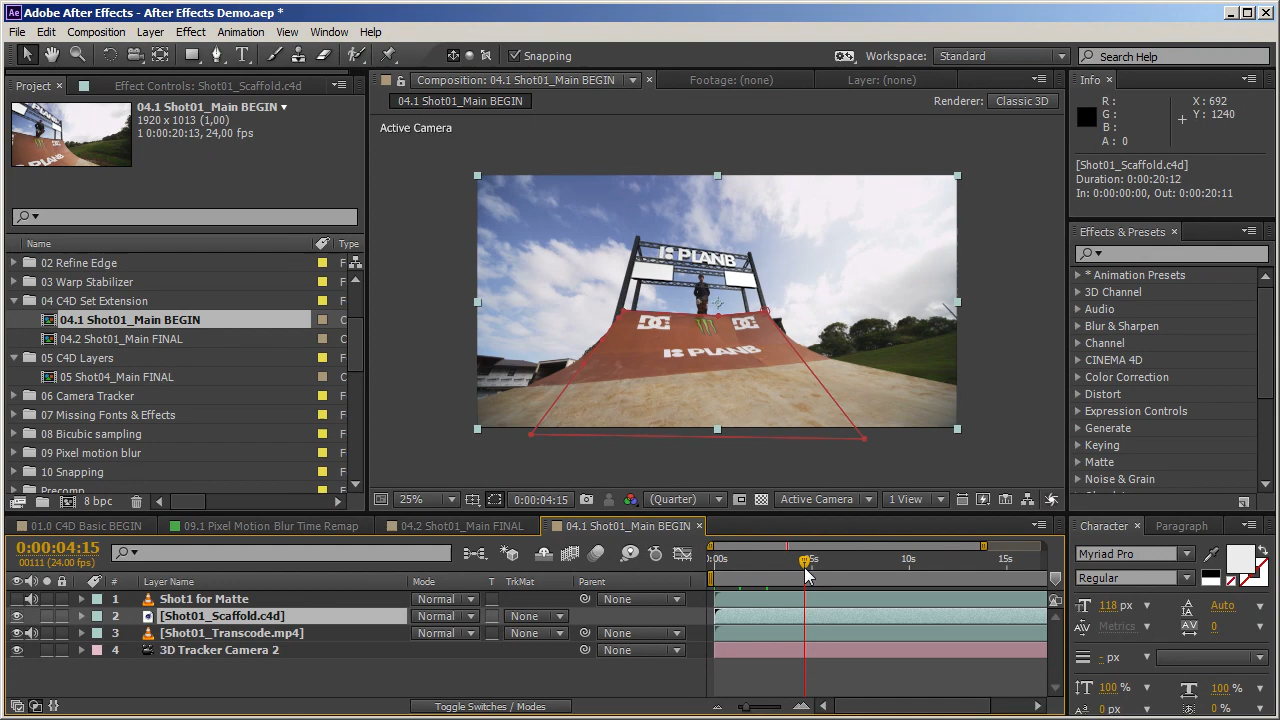 Adobe After Effects - After Effects Demo.aep *
File Edit Composition Layer Effect Animation View Window Help
Snapping
Workspace: Standard
Search Help
Project
Effect Controls: Shot01_Scaffold.c4d
04.1 Shot01_Main BEGIN
1920 x 1013 (1,00)
1 0:00:20:13, 24,00 fps
Name Type
02 Refine Edge F
03 Warp Stabilizer F
04 C4D Set Extension F
04.1 Shot01_Main BEGIN C
04.2 Shot01_Main FINAL C
05 C4D Layers F
05 Shot04_Main FINAL C
06 Camera Tracker F
07 Missing Fonts & Effects F
08 Bicubic sampling F
09 Pixel motion blur F
10 Snapping F
Precomp
8 bpc
Composition: 04.1 Shot01_Main BEGIN
Footage: (none)
Layer: (none)
04.1 Shot01_Main BEGIN
Renderer: Classic 3D
Active Camera
PLANB
DC
DC
PLANB
25% 0:00:04:15 (Quarter) Active Camera 1 View
Info
R :
G :
B :
A : 0
X : 692
Y : 1240
[Shot01_Scaffold.c4d]
Duration: 0:00:20:12
In: 0:00:00:00, Out: 0:00:20:11
Effects & Presets
* Animation Presets
3D Channel
Audio
Blur & Sharpen
Channel
CINEMA 4D
Color Correction
Distort
Expression Controls
Generate
Keying
Matte
Noise & Grain
01.0 C4D Basic BEGIN
09.1 Pixel Motion Blur Time Remap
04.2 Shot01_Main FINAL
04.1 Shot01_Main BEGIN
0:00:04:15
00111 (24.00 fps)
:00s 5s 10s 15s
# Layer Name Mode T TrkMat Parent
1 Shot1 for Matte Normal None
2 [Shot01_Scaffold.c4d] Normal None
3 [Shot01_Transcode.mp4] Normal None None
4 3D Tracker Camera 2 None
Toggle Switches / Modes
Character
Paragraph
Myriad Pro
Regular
118 px Auto
Metrics 0
- px
100 % 100 %
0 px 0 %